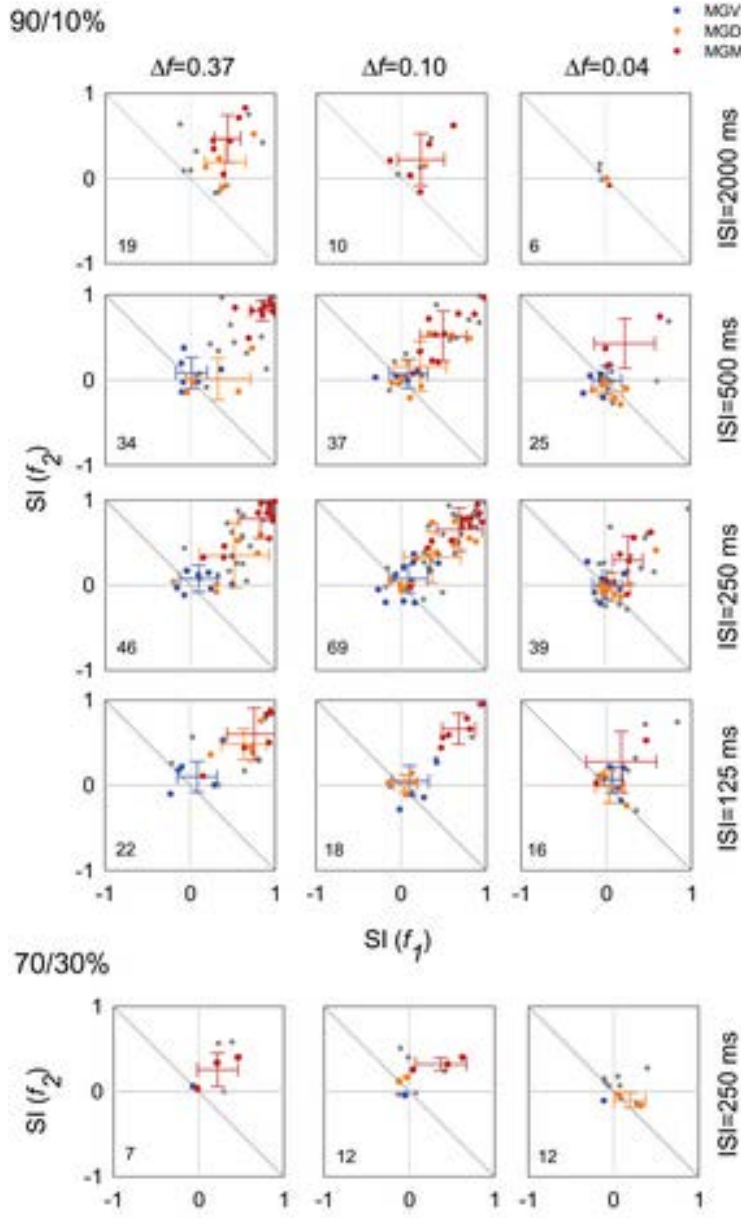 90/10%
MGV
MGD
MGM
Δf=0.37 Δf=0.10 Δf=0.04
1
0
-1
19 10 6
ISI=2000 ms
1
0
-1
34 37 25
ISI=500 ms
SI (f2)
1
0
-1
46 69 39
ISI=250 ms
1
0
-1
22 18 16
ISI=125 ms
-1 0 1 -1 0 1 -1 0 1
SI (f1)
70/30%
SI (f2)
1
0
-1
7 12 12
ISI=250 ms
-1 0 1 -1 0 1 -1 0 1